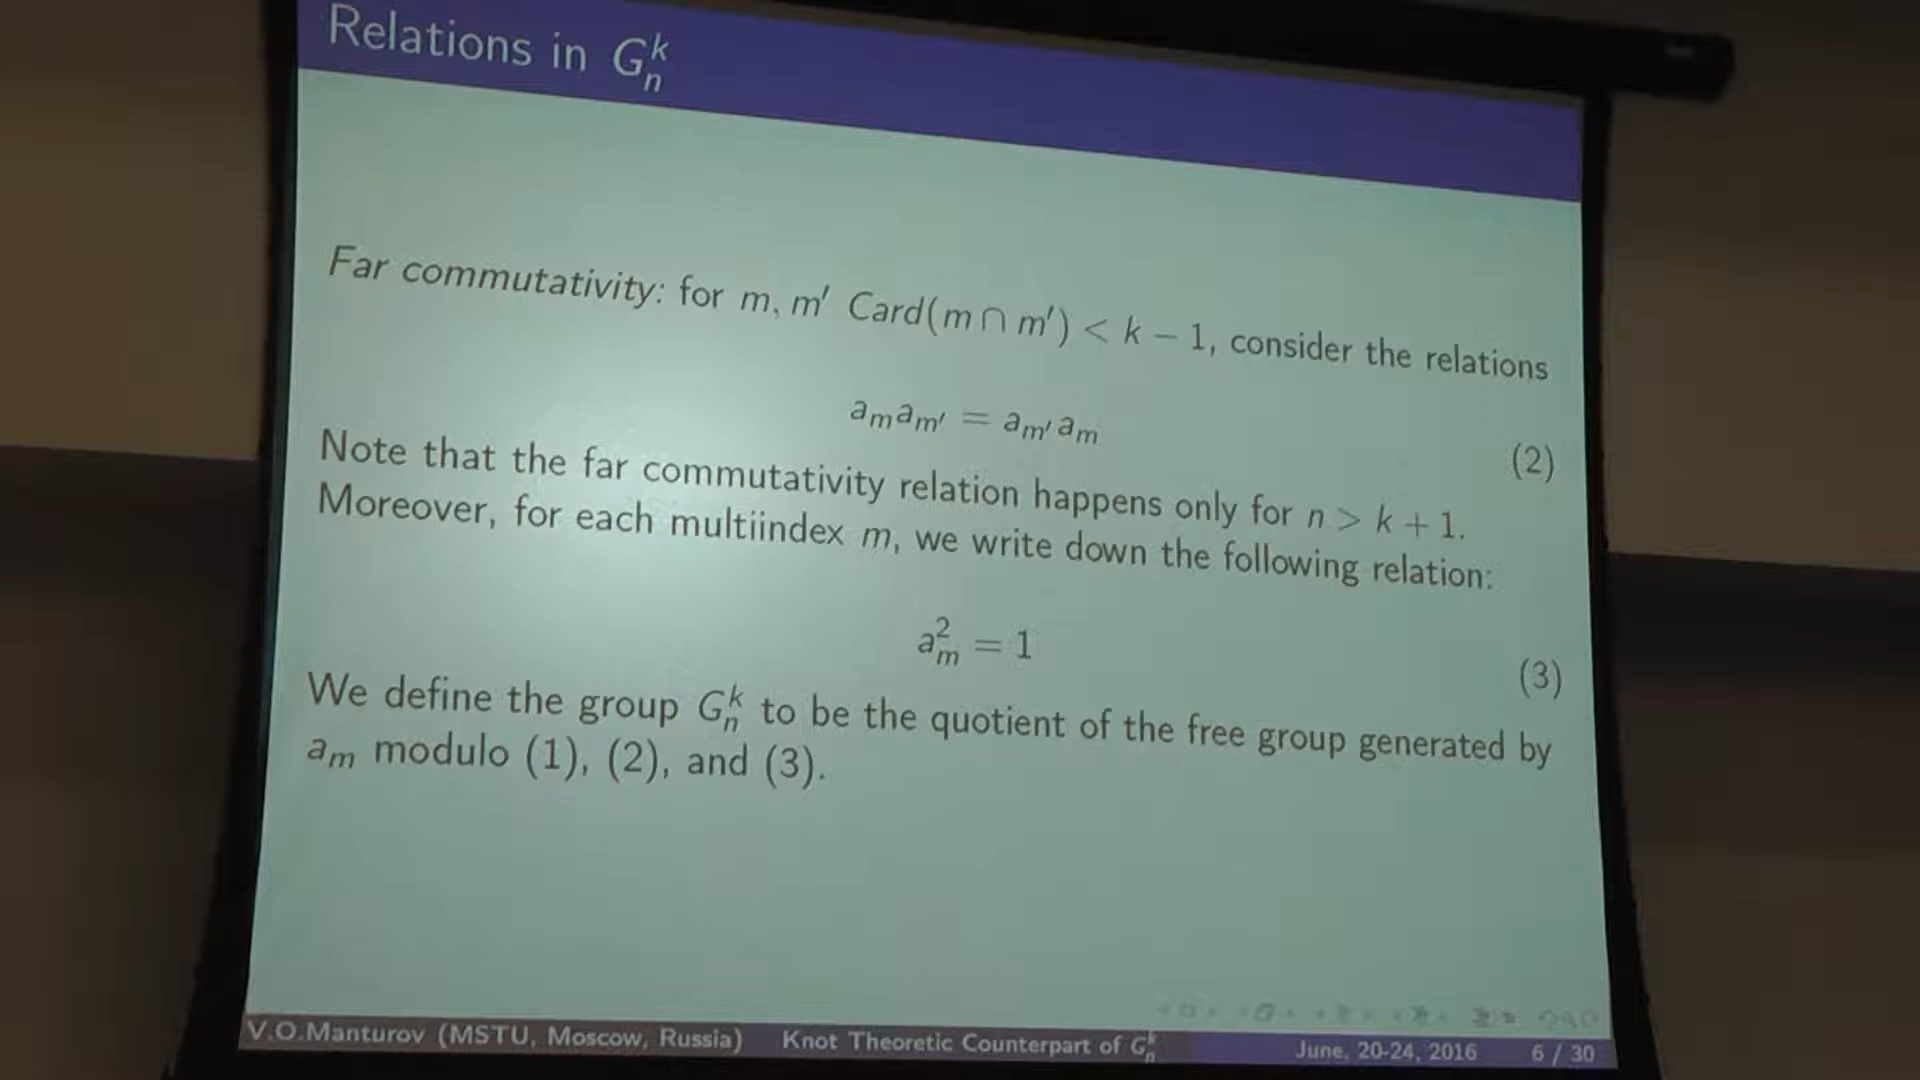 Relations in G_n^k
Far commutativity: for m, m′ Card(m ∩ m′) < k − 1, consider the relations
a_m a_{m′} = a_{m′} a_m
(2)
Note that the far commutativity relation happens only for n > k + 1.
Moreover, for each multiindex m, we write down the following relation:
a_m^2 = 1
(3)
We define the group G_n^k to be the quotient of the free group generated by
a_m modulo (1), (2), and (3).
V.O.Manturov (MSTU, Moscow, Russia) Knot Theoretic Counterpart of G_n^k June, 20-24, 2016 6 / 30